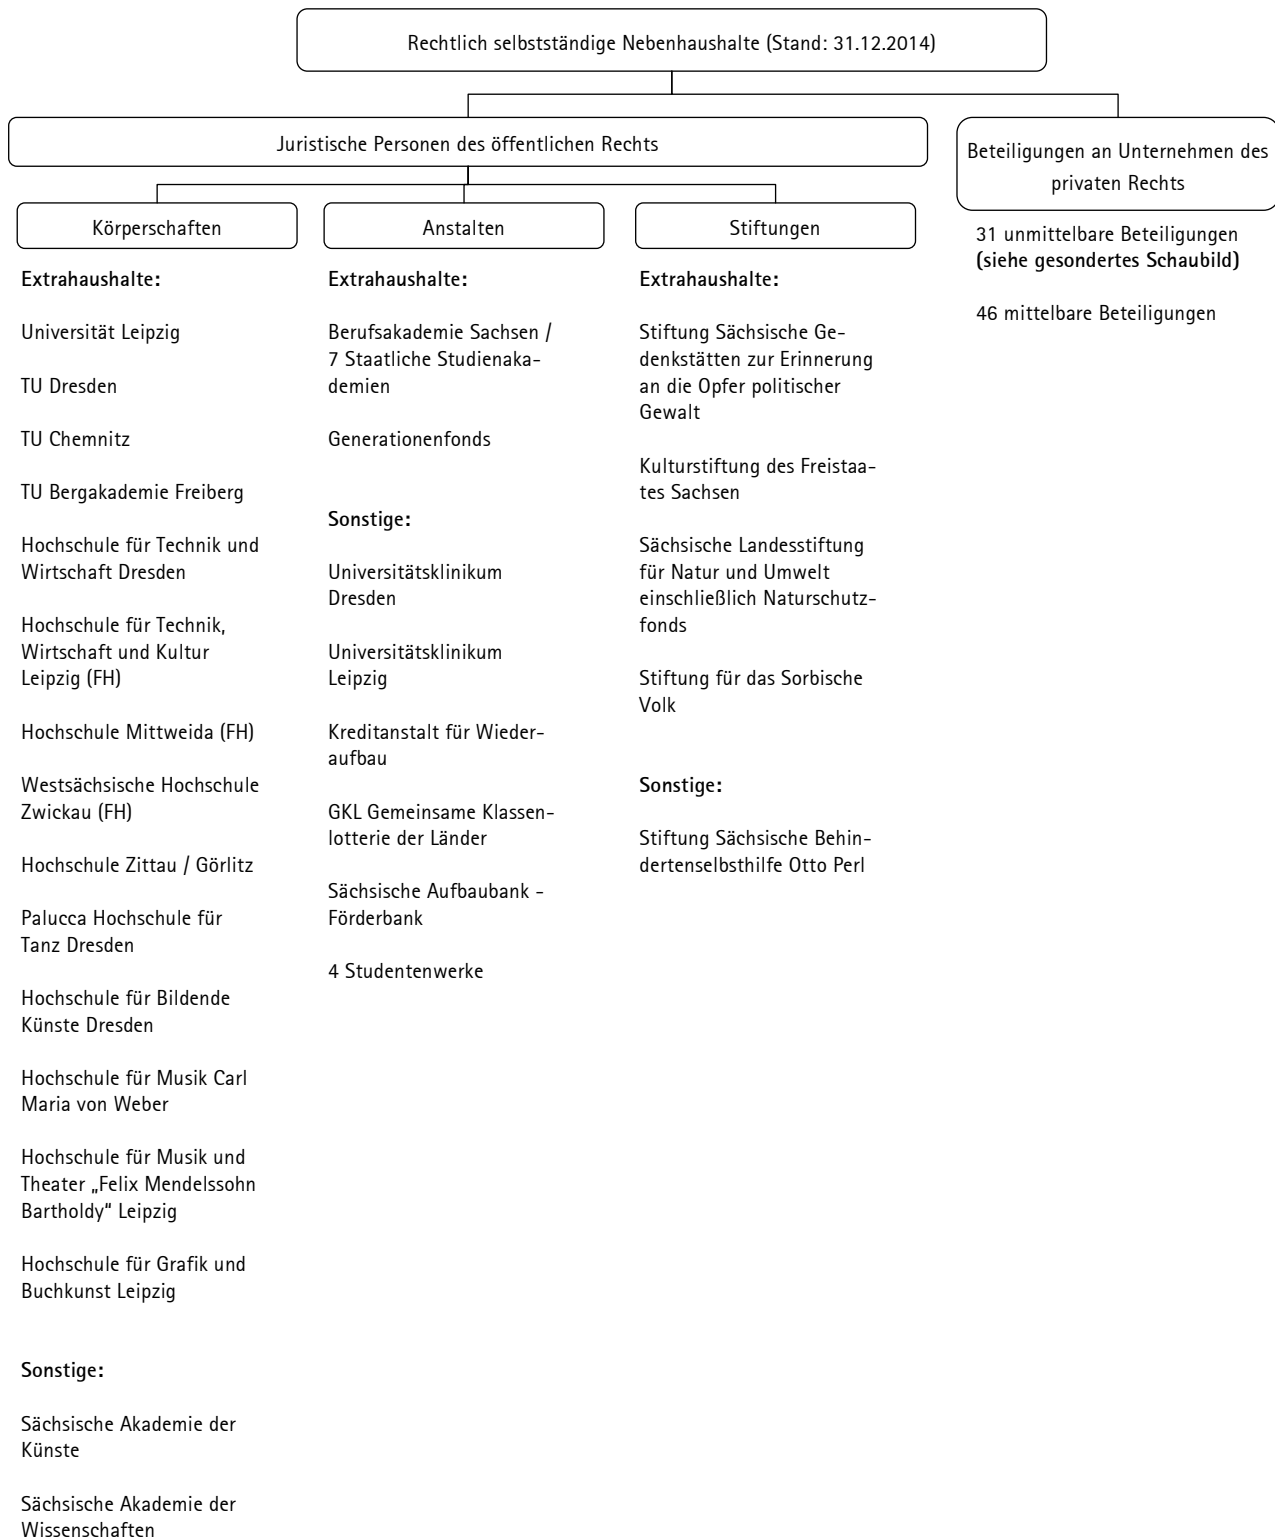 Rechtlich selbstständige Nebenhaushalte (Stand: 31.12.2014)
Juristische Personen des öffentlichen Rechts
Beteiligungen an Unternehmen des
privaten Rechts
Körperschaften
Extrahaushalte:
Universität Leipzig
TU Dresden
TU Chemnitz
TU Bergakademie Freiberg
Hochschule für Technik und
Wirtschaft Dresden
Hochschule für Technik,
Wirtschaft und Kultur
Leipzig (FH)
Hochschule Mittweida (FH)
Westsächsische Hochschule
Zwickau (FH)
Hochschule Zittau / Görlitz
Palucca Hochschule für
Tanz Dresden
Hochschule für Bildende
Künste Dresden
Hochschule für Musik Carl
Maria von Weber
Hochschule für Musik und
Theater „Felix Mendelssohn
Bartholdy" Leipzig
Hochschule für Grafik und
Buchkunst Leipzig
Sonstige:
Sächsische Akademie der
Künste
Sächsische Akademie der
Wissenschaften
Anstalten
Extrahaushalte:
Berufsakademie Sachsen /
7 Staatliche Studienaka-
demien
Generationenfonds
Sonstige:
Universitätsklinikum
Dresden
Universitätsklinikum
Leipzig
Kreditanstalt für Wieder-
aufbau
GKL Gemeinsame Klassen-
lotterie der Länder
Sächsische Aufbaubank -
Förderbank
4 Studentenwerke
Stiftungen
Extrahaushalte:
Stiftung Sächsische Ge-
denkstätten zur Erinnerung
an die Opfer politischer
Gewalt
Kulturstiftung des Freistaa-
tes Sachsen
Sächsische Landesstiftung
für Natur und Umwelt
einschließlich Naturschutz-
fonds
Stiftung für das Sorbische
Volk
Sonstige:
Stiftung Sächsische Behin-
dertenselbsthilfe Otto Perl
31 unmittelbare Beteiligungen
(siehe gesondertes Schaubild)
46 mittelbare Beteiligungen